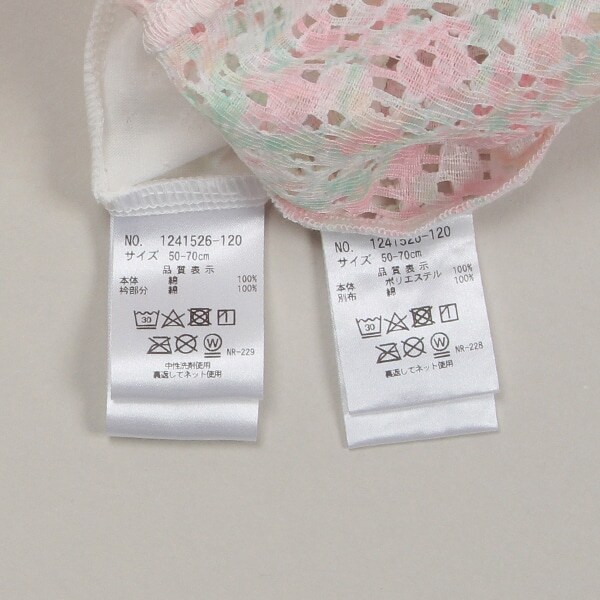 NO. 1241526-120
サイズ 50-70cm
品質表示
本体 綿 100%
衿部分 綿 100%
30
NR-229
中性洗剤使用
裏返してネット使用
NO. 1241526-120
サイズ 50-70cm
品質表示
本体 ポリエステル 100%
別布 綿 100%
30
NR-228
裏返してネット使用